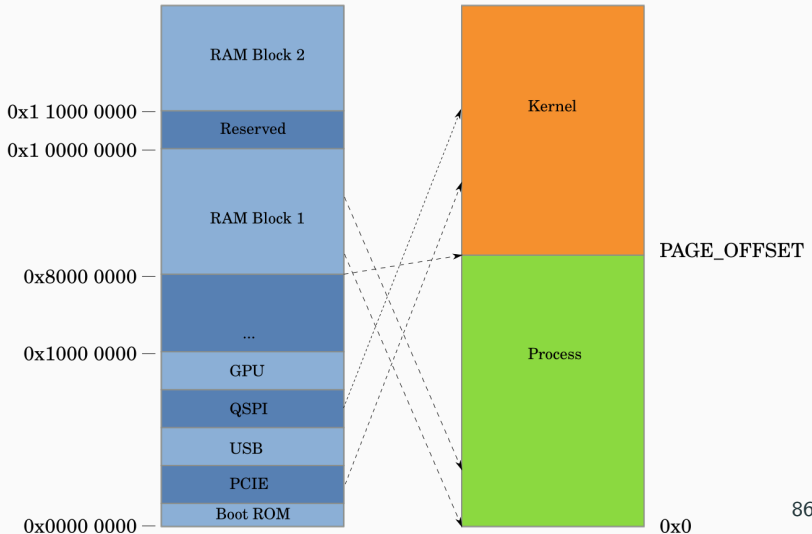 RAM Block 2
0x1 1000 0000
Reserved
0x1 0000 0000
RAM Block 1
0x8000 0000
...
0x1000 0000
GPU
QSPI
USB
PCIE
Boot ROM
0x0000 0000
Kernel
PAGE_OFFSET
Process
0x0
86